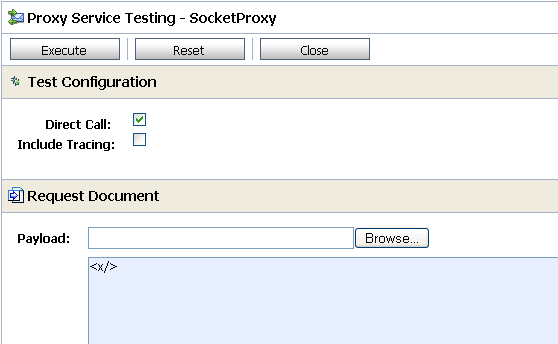 Proxy Service Testing - SocketProxy
Execute Reset Close
Test Configuration
Direct Call:
Include Tracing:
Request Document
Payload: Browse...
<x/>